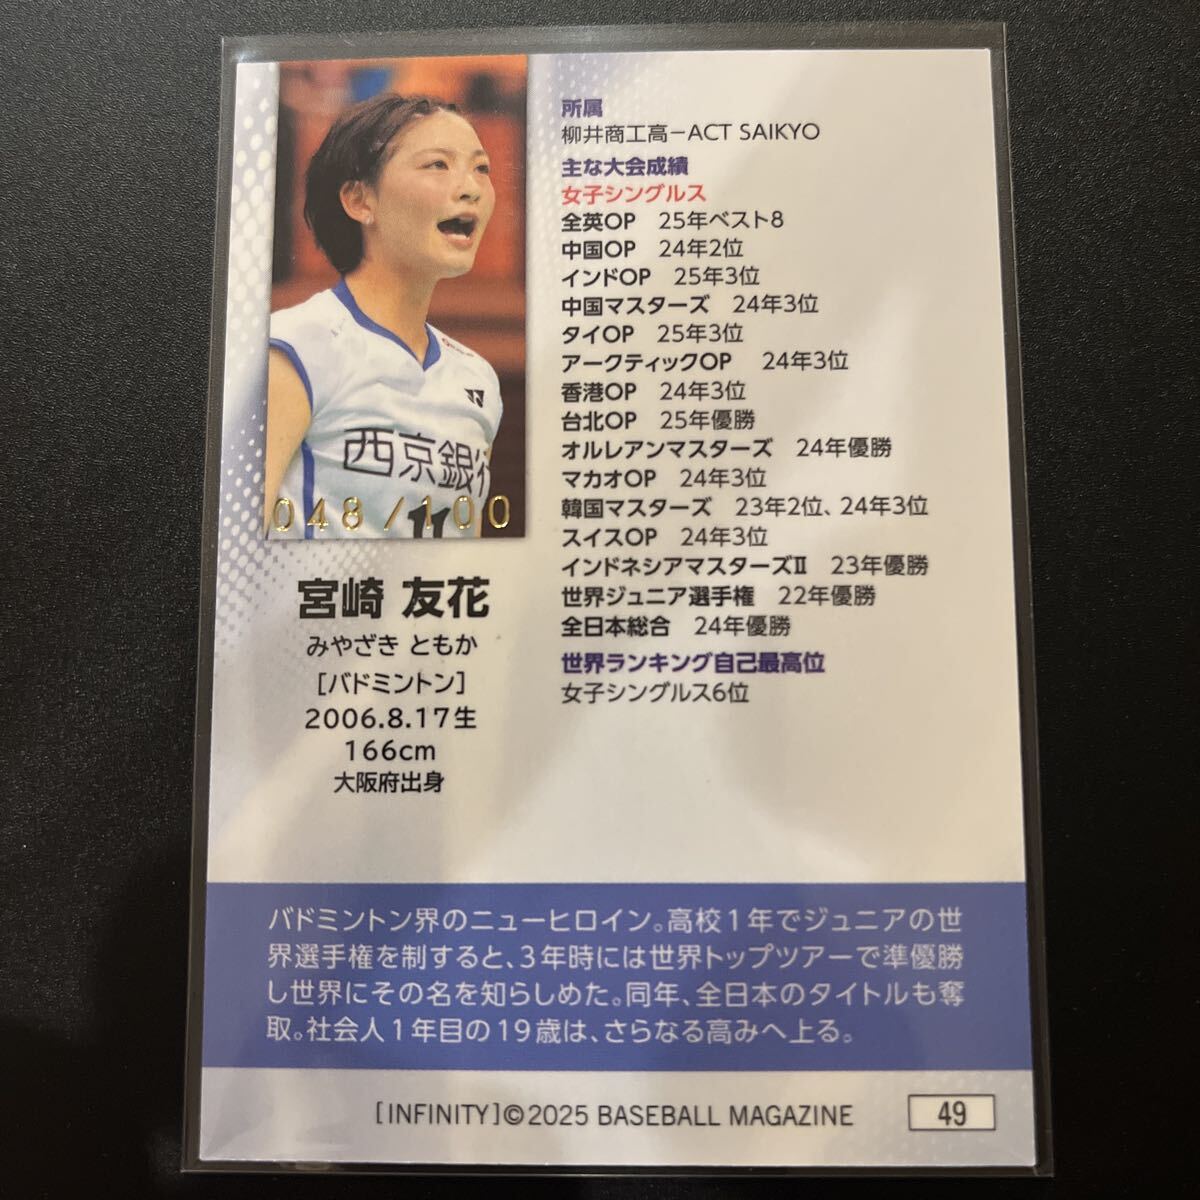 西京銀行
11
048/100
宮崎 友花
みやざき ともか
[バドミントン]
2006.8.17生
166cm
大阪府出身
所属
柳井商工高−ACT SAIKYO
主な大会成績
女子シングルス
全英OP 25年ベスト8
中国OP 24年2位
インドOP 25年3位
中国マスターズ 24年3位
タイOP 25年3位
アークティックOP 24年3位
香港OP 24年3位
台北OP 25年優勝
オルレアンマスターズ 24年優勝
マカオOP 24年3位
韓国マスターズ 23年2位、24年3位
スイスOP 24年3位
インドネシアマスターズⅡ 23年優勝
世界ジュニア選手権 22年優勝
全日本総合 24年優勝
世界ランキング自己最高位
女子シングルス6位
バドミントン界のニューヒロイン。高校1年でジュニアの世
界選手権を制すると、3年時には世界トップツアーで準優勝
し世界にその名を知らしめた。同年、全日本のタイトルも奪
取。社会人1年目の19歳は、さらなる高みへ上る。
[INFINITY]©2025 BASEBALL MAGAZINE
49